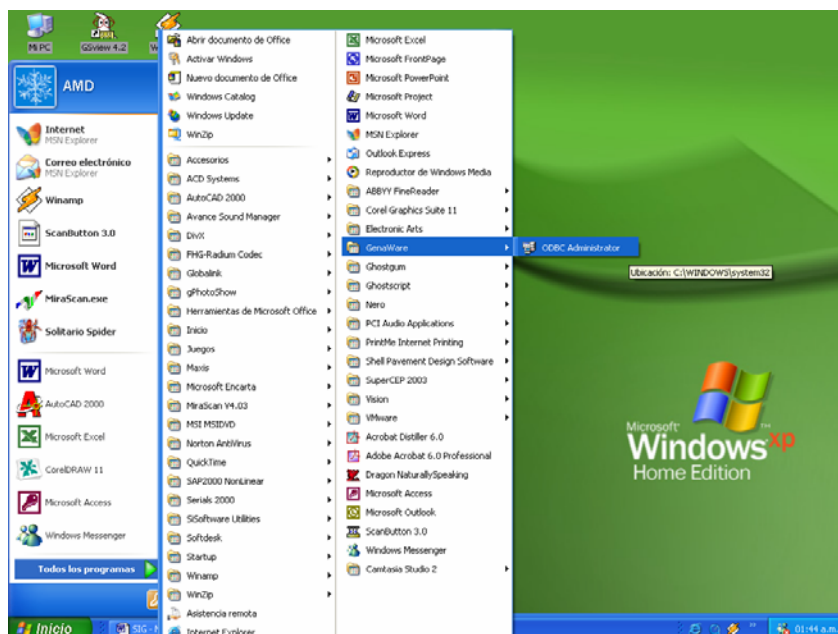 Mi PC
GSview 4.2
AMD
Internet
MSN Explorer
Correo electrónico
MSN Explorer
Winamp
ScanButton 3.0
Microsoft Word
MiraScan.exe
Solitario Spider
Microsoft Word
AutoCAD 2000
Microsoft Excel
CorelDRAW 11
Microsoft Access
Windows Messenger
Todos los programas
Inicio
Abrir documento de Office
Activar Windows
Nuevo documento de Office
Windows Catalog
Windows Update
WinZip
Accesorios
ACD Systems
AutoCAD 2000
Avance Sound Manager
DivX
FHG-Radium Codec
Globalink
gPhotoShow
Herramientas de Microsoft Office
Inicio
Juegos
Maxis
Microsoft Encarta
MiraScan V4.03
MSI MSIDVD
Norton AntiVirus
QuickTime
SAP2000 NonLinear
Serials 2000
SiSoftware Utilities
Softdesk
Startup
Winamp
WinZip
Asistencia remota
Internet Explorer
Microsoft Excel
Microsoft FrontPage
Microsoft PowerPoint
Microsoft Project
Microsoft Word
MSN Explorer
Outlook Express
Reproductor de Windows Media
ABBYY FineReader
Corel Graphics Suite 11
Electronic Arts
GenaWare
Ghostgum
Ghostscript
Nero
PCI Audio Applications
PrintMe Internet Printing
Shell Pavement Design Software
SuperCEP 2003
Vision
VMware
Acrobat Distiller 6.0
Adobe Acrobat 6.0 Professional
Dragon NaturallySpeaking
Microsoft Access
Microsoft Outlook
ScanButton 3.0
Windows Messenger
Camtasia Studio 2
ODBC Administrator
Ubicación: C:\WINDOWS\system32
Microsoft
Windows xp
Home Edition
SIG -
01:44 a.m.